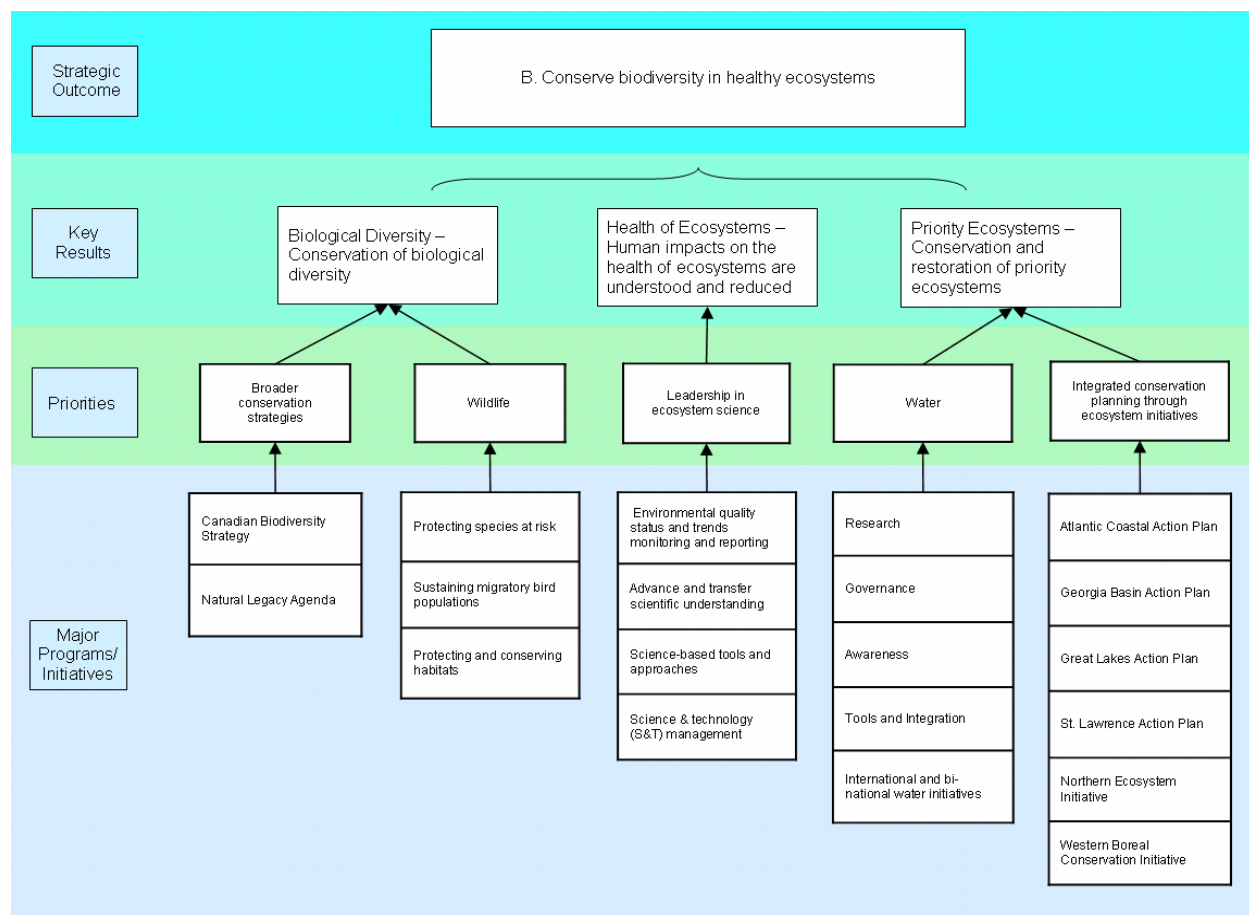 Strategic
Outcome
B. Conserve biodiversity in healthy ecosystems
Key
Results
Biological Diversity –
Conservation of biological
diversity
Health of Ecosystems –
Human impacts on the
health of ecosystems are
understood and reduced
Priority Ecosystems –
Conservation and
restoration of priority
ecosystems
Priorities
Broader
conservation
strategies
Wildlife
Leadership in
ecosystem science
Water
Integrated conservation
planning through
ecosystem initiatives
Major
Programs/
Initiatives
Canadian Biodiversity
Strategy
Natural Legacy Agenda
Protecting species at risk
Sustaining migratory bird
populations
Protecting and conserving
habitats
Environmental quality
status and trends
monitoring and reporting
Advance and transfer
scientific understanding
Science-based tools and
approaches
Science & technology
(S&T) management
Research
Governance
Awareness
Tools and Integration
International and bi-
national water initiatives
Atlantic Coastal Action Plan
Georgia Basin Action Plan
Great Lakes Action Plan
St. Lawrence Action Plan
Northern Ecosystem
Initiative
Western Boreal
Conservation Initiative